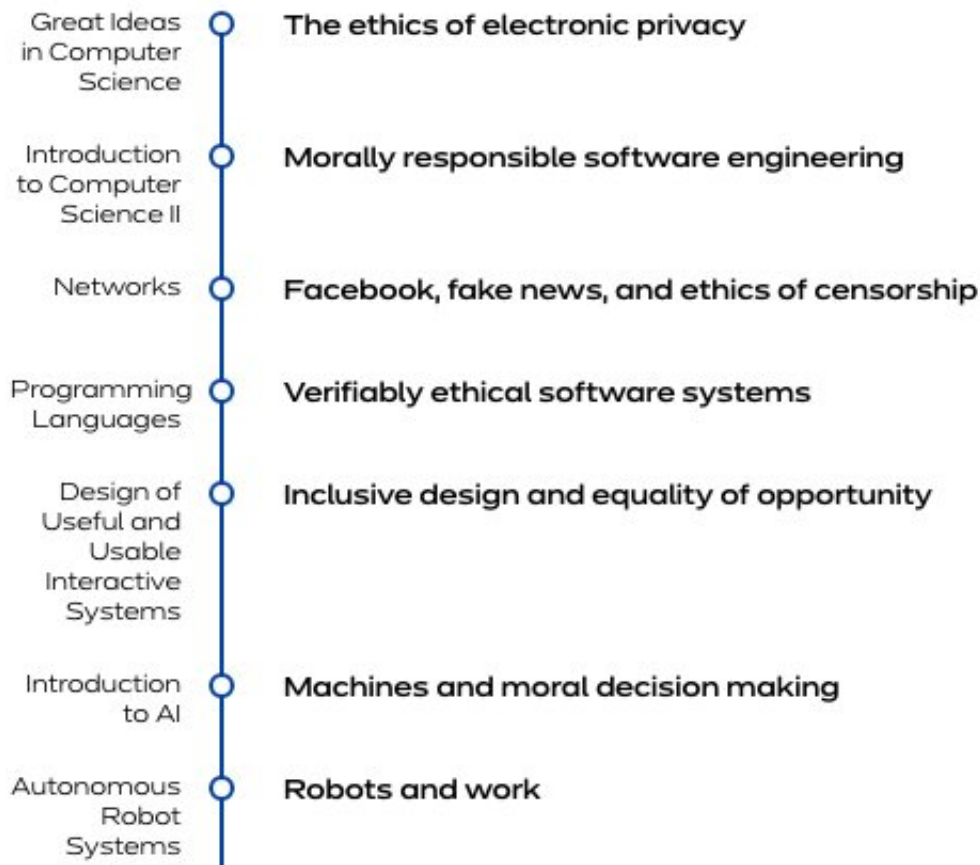 Great Ideas
in Computer
Science
The ethics of electronic privacy
Introduction
to Computer
Science II
Morally responsible software engineering
Networks
Facebook, fake news, and ethics of censorship
Programming
Languages
Verifiably ethical software systems
Design of
Useful and
Usable
Interactive
Systems
Inclusive design and equality of opportunity
Introduction
to AI
Machines and moral decision making
Autonomous
Robot
Systems
Robots and work